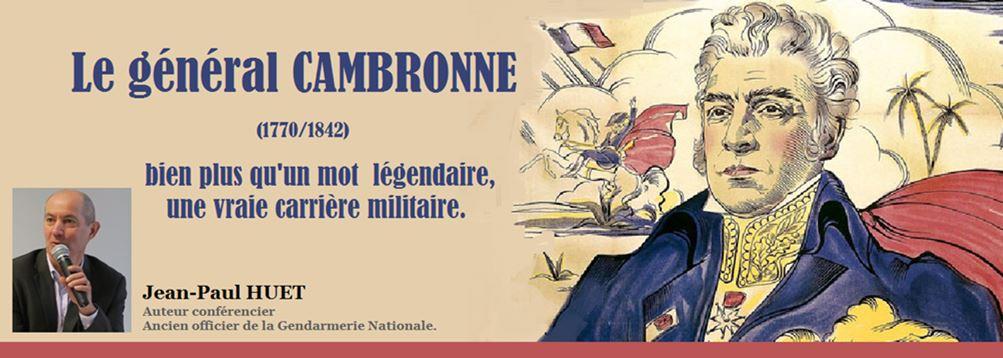 Le général CAMBRONNE
(1770/1842)
bien plus qu'un mot légendaire,
une vraie carrière militaire.
Jean-Paul HUET
Auteur conférencier
Ancien officier de la Gendarmerie Nationale.